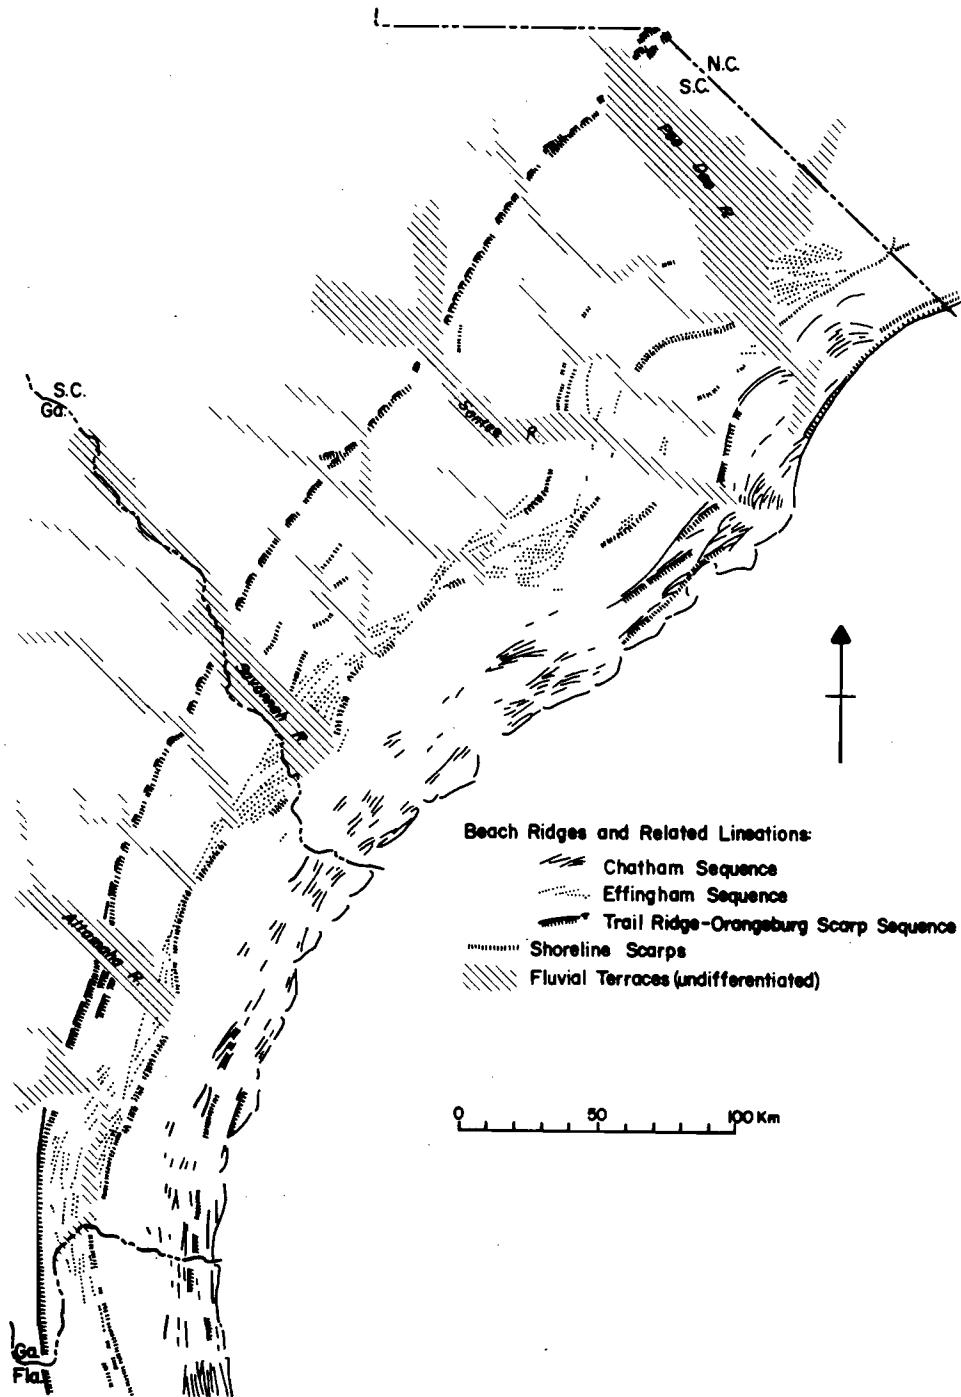 N.C.
S.C.
Pee Dee R.
S.C.
Ga.
Santee R.
Savannah R.
Beach Ridges and Related Lineations:
Chatham Sequence
Effingham Sequence
Trail Ridge-Orangeburg Scarp Sequence
Shoreline Scarps
Fluvial Terraces (undifferentiated)
Altamaha R.
0 50 100 Km
Ga.
Fla.